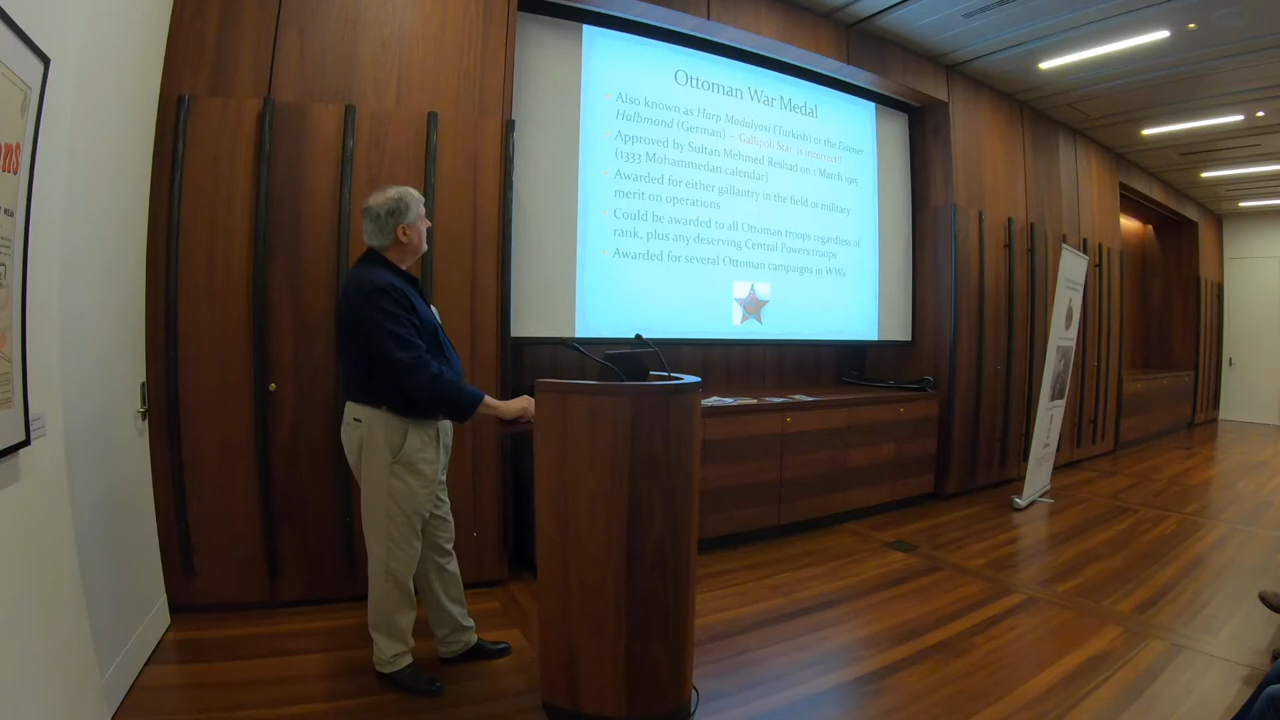 Ottoman War Medal
Also known as Harp Madalyasi (Turkish) or the Eisener
Halbmond (German) – 'Gallipoli Star' is incorrect!!
Approved by Sultan Mehmed Reshad on 1 March 1915
(1333 Mohammedan calendar)
Awarded for either gallantry in the field or military
merit on operations
Could be awarded to all Ottoman troops regardless of
rank, plus any deserving Central Powers troops
Awarded for several Ottoman campaigns in WW1